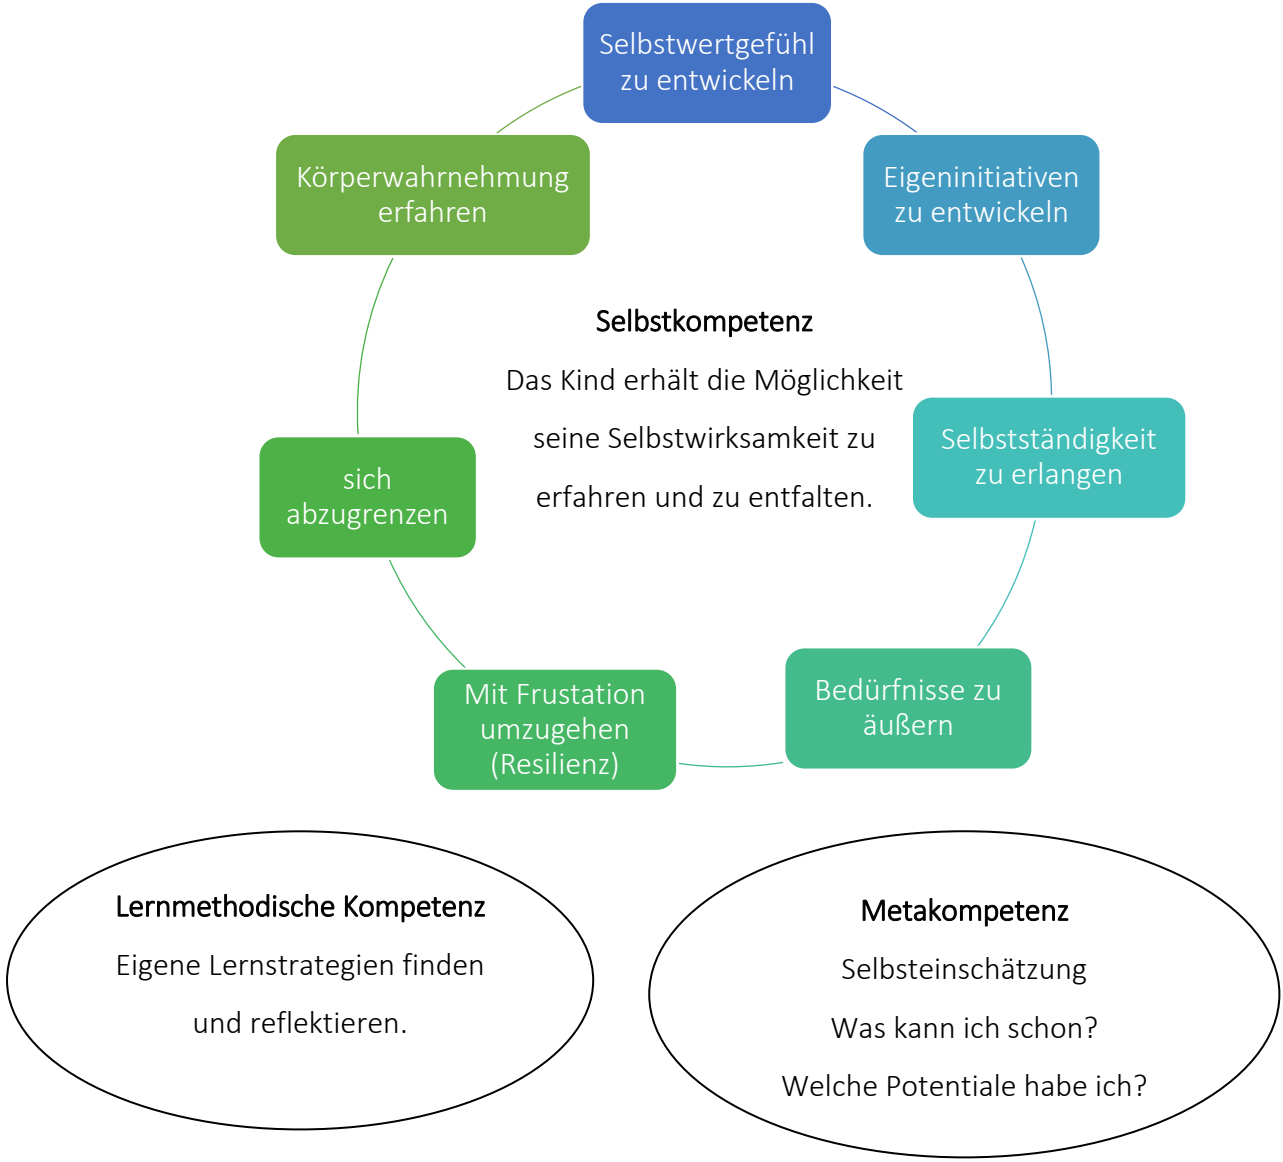 Selbstwertgefühl
zu entwickeln
Eigeninitiativen
zu entwickeln
Selbstständigkeit
zu erlangen
Bedürfnisse zu
äußern
Mit Frustation
umzugehen
(Resilienz)
sich
abzugrenzen
Körperwahrnehmung
erfahren
Selbstkompetenz
Das Kind erhält die Möglichkeit
seine Selbstwirksamkeit zu
erfahren und zu entfalten.
Lernmethodische Kompetenz
Eigene Lernstrategien finden
und reflektieren.
Metakompetenz
Selbsteinschätzung
Was kann ich schon?
Welche Potentiale habe ich?